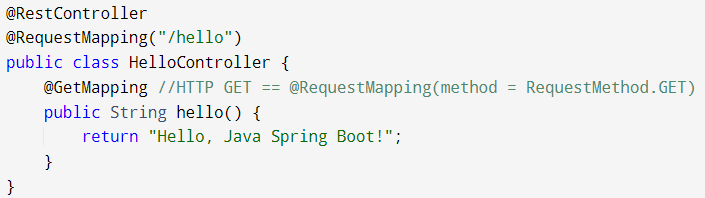 @RestController
@RequestMapping("/hello")
public class HelloController {
    @GetMapping //HTTP GET == @RequestMapping(method = RequestMethod.GET)
    public String hello() {
        return "Hello, Java Spring Boot!";
    }
}